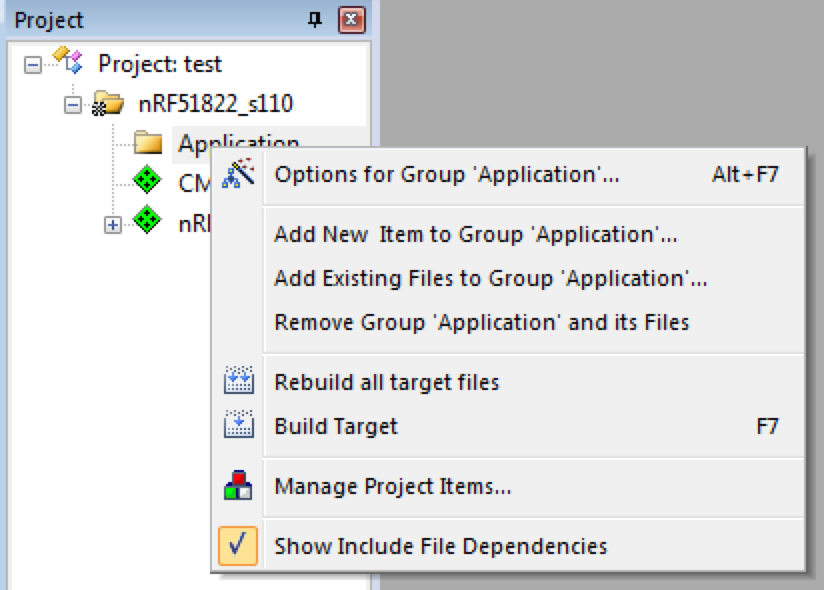 Project
Project: test
nRF51822_s110
Application
CM
nRI
Options for Group 'Application'... Alt+F7
Add New Item to Group 'Application'...
Add Existing Files to Group 'Application'...
Remove Group 'Application' and its Files
Rebuild all target files
Build Target F7
Manage Project Items...
Show Include File Dependencies